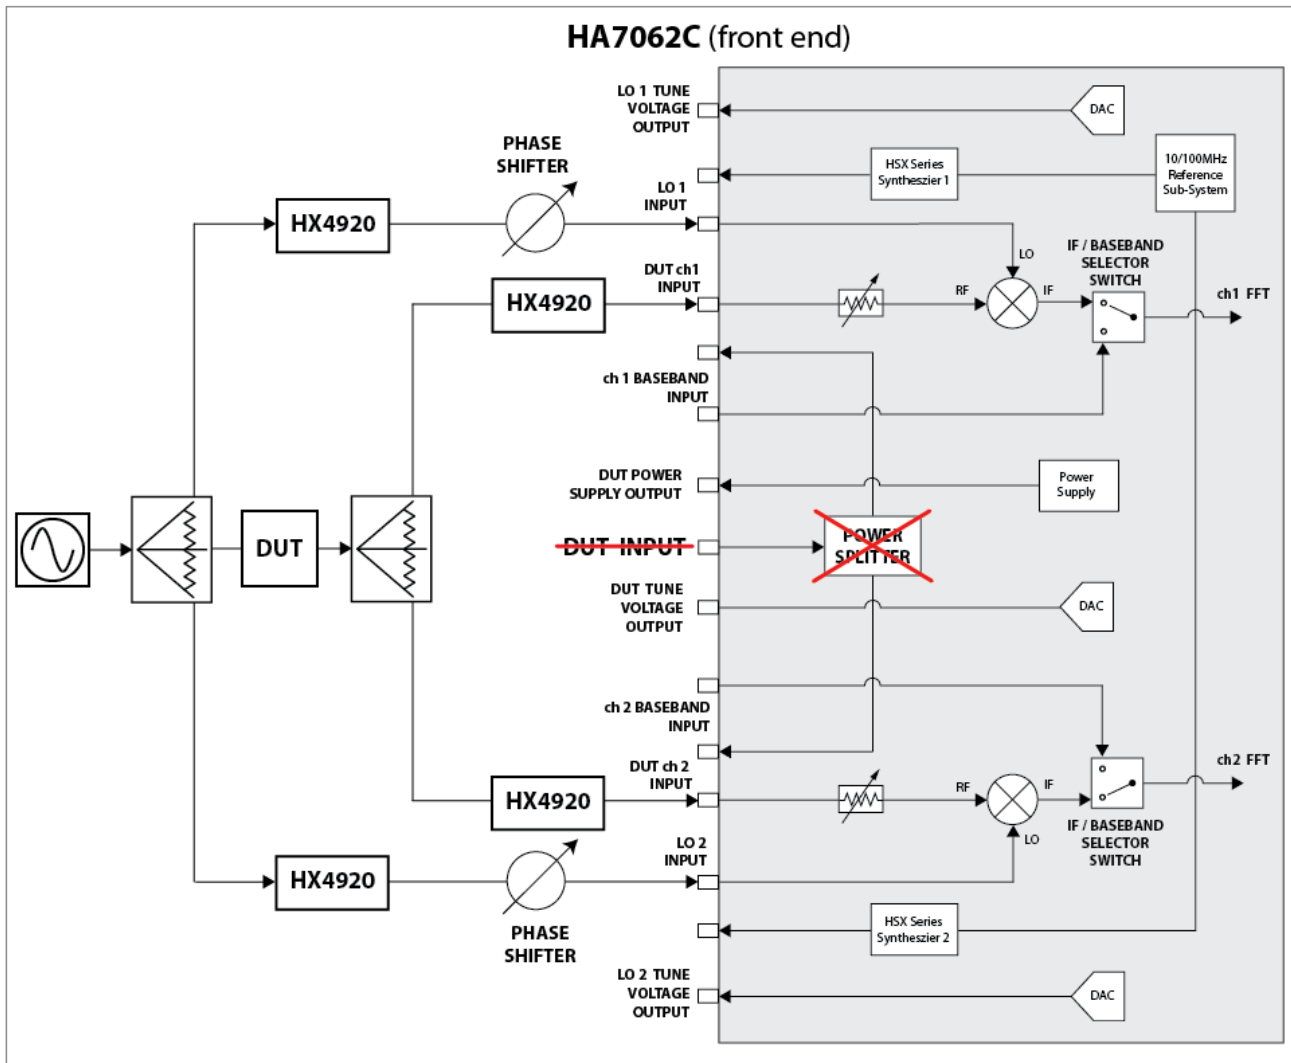 HA7062C (front end)
LO 1 TUNE
VOLTAGE
OUTPUT
DAC
PHASE
SHIFTER
HSX Series
Syntheszier 1
10/100MHz
Reference
Sub-System
LO 1
INPUT
HX4920
LO
IF / BASEBAND
SELECTOR
SWITCH
DUT ch1
INPUT
HX4920
RF
IF
ch1 FFT
ch 1 BASEBAND
INPUT
DUT POWER
SUPPLY OUTPUT
Power
Supply
DUT
DUT INPUT
POWER
SPLITTER
DUT TUNE
VOLTAGE
OUTPUT
DAC
ch 2 BASEBAND
INPUT
DUT ch 2
INPUT
HX4920
RF
IF
ch2 FFT
LO
IF / BASEBAND
SELECTOR
SWITCH
LO 2
INPUT
HX4920
PHASE
SHIFTER
HSX Series
Syntheszier 2
LO 2 TUNE
VOLTAGE
OUTPUT
DAC